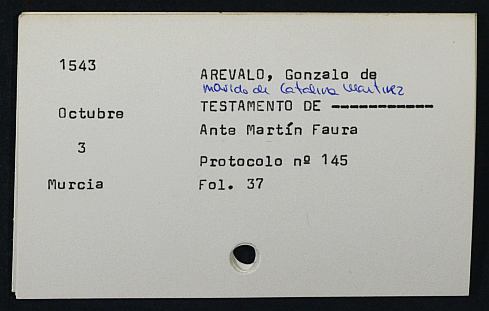 1543
AREVALO, Gonzalo de
marido de Catalina Martinez
Octubre
TESTAMENTO DE -----------
3
Ante Martín Faura
Protocolo nº 145
Murcia
Fol. 37